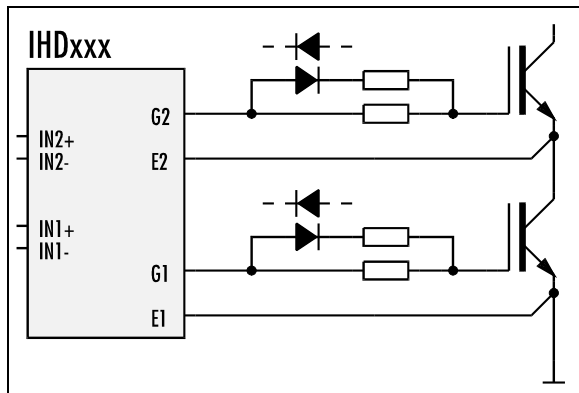 IHDxxx
G2
IN2+
IN2-
E2
IN1+
IN1-
G1
E1